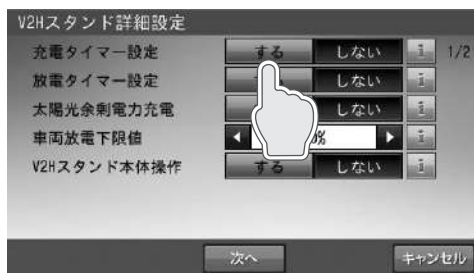 V2Hスタンド詳細設定
充電タイマー設定 する しない i 1/2
放電タイマー設定 しない i
太陽光余剰電力充電 しない i
車両放電下限値 % i
V2Hスタンド本体操作 する しない i
次へ キャンセル